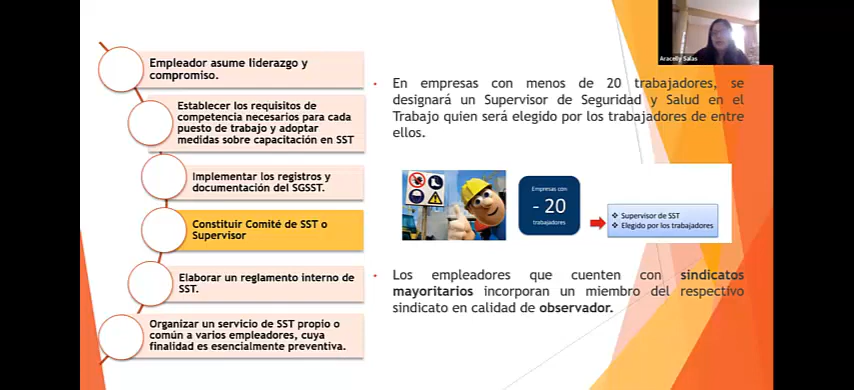 Aracelly Salas
Empleador asume liderazgo y
compromiso.
Establecer los requisitos de
competencia necesarios para cada
puesto de trabajo y adoptar
medidas sobre capacitación en SST
Implementar los registros y
documentación del SGSST.
Constituir Comité de SST o
Supervisor
Elaborar un reglamento interno de
SST.
Organizar un servicio de SST propio o
común a varios empleadores, cuya
finalidad es esencialmente preventiva.
• En empresas con menos de 20 trabajadores, se
designará un Supervisor de Seguridad y Salud en el
Trabajo quien será elegido por los trabajadores de entre
ellos.
Empresas con
- 20
trabajadores
❖ Supervisor de SST
❖ Elegido por los trabajadores
• Los empleadores que cuenten con sindicatos
mayoritarios incorporan un miembro del respectivo
sindicato en calidad de observador.